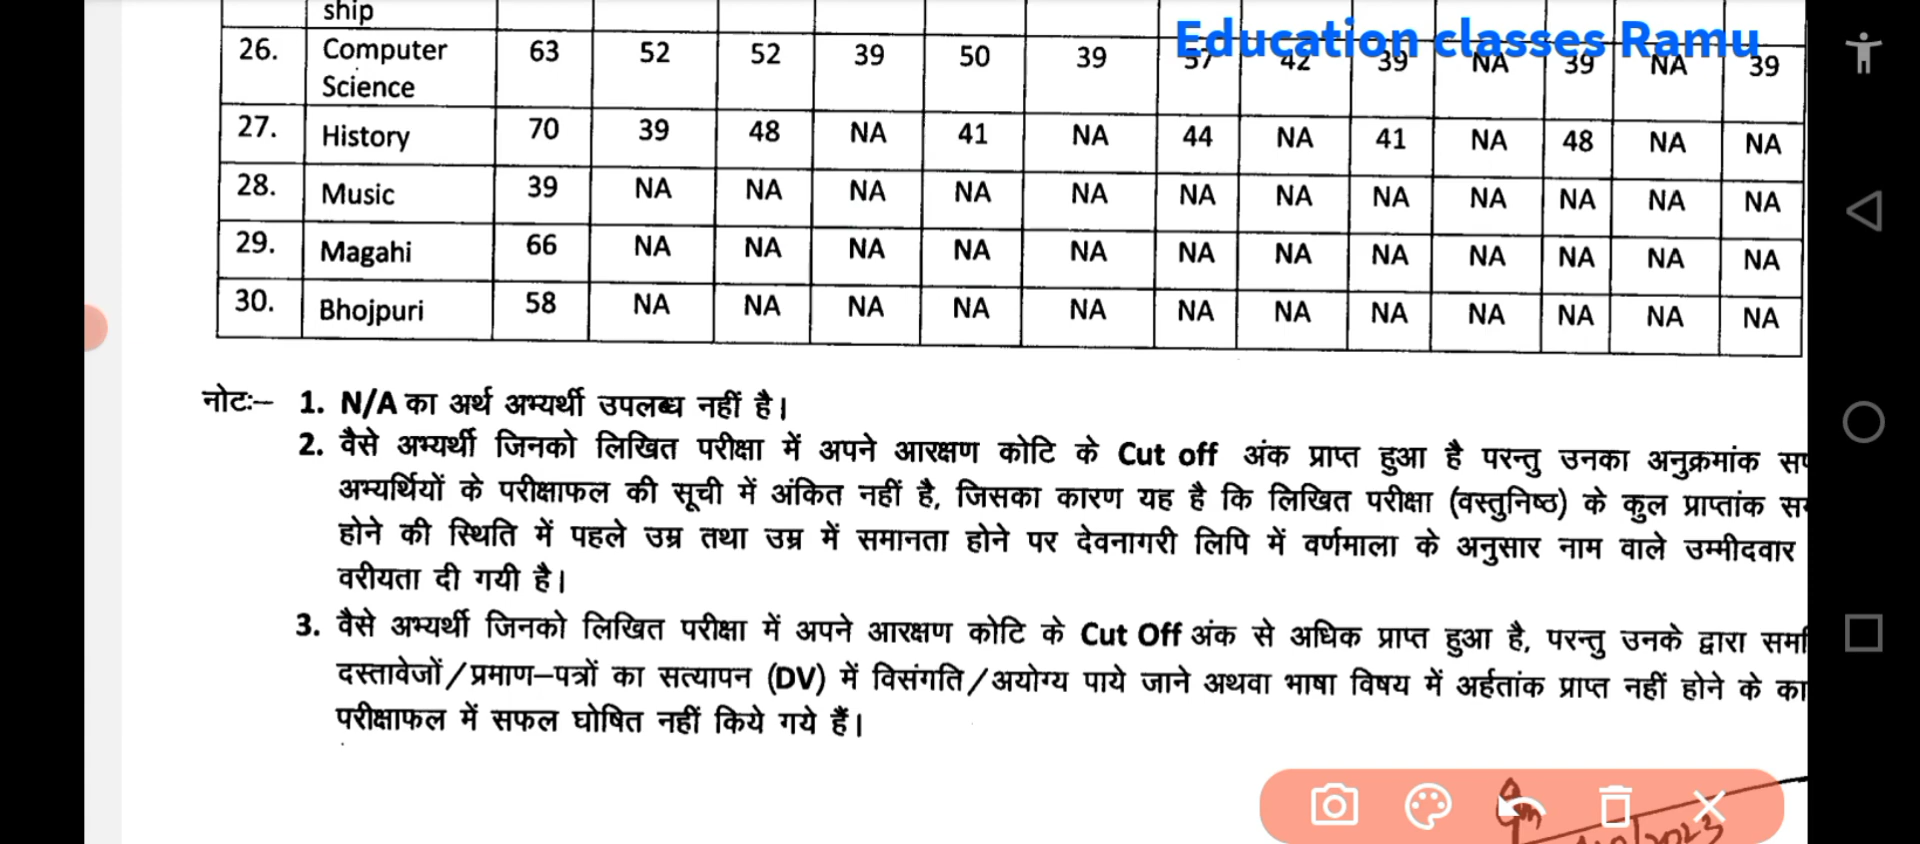 ship
Education classes Ramu
26. Computer Science 63 52 52 39 50 39 57 42 39 NA 39 NA 39
27. History 70 39 48 NA 41 NA 44 NA 41 NA 48 NA NA
28. Music 39 NA NA NA NA NA NA NA NA NA NA NA NA
29. Magahi 66 NA NA NA NA NA NA NA NA NA NA NA NA
30. Bhojpuri 58 NA NA NA NA NA NA NA NA NA NA NA NA
नोटः– 1. N/A का अर्थ अभ्यर्थी उपलब्ध नहीं है।
2. वैसे अभ्यर्थी जिनको लिखित परीक्षा में अपने आरक्षण कोटि के Cut off अंक प्राप्त हुआ है परन्तु उनका अनुक्रमांक
अभ्यर्थियों के परीक्षाफल की सूची में अंकित नहीं है, जिसका कारण यह है कि लिखित परीक्षा (वस्तुनिष्ठ) के कुल प्राप्तांक
होने की स्थिति में पहले उम्र तथा उम्र में समानता होने पर देवनागरी लिपि में वर्णमाला के अनुसार नाम वाले उम्मीदवार
वरीयता दी गयी है।
3. वैसे अभ्यर्थी जिनको लिखित परीक्षा में अपने आरक्षण कोटि के Cut Off अंक से अधिक प्राप्त हुआ है, परन्तु उनके द्वारा
दस्तावेजों/प्रमाण–पत्रों का सत्यापन (DV) में विसंगति/अयोग्य पाये जाने अथवा भाषा विषय में अर्हतांक प्राप्त नहीं होने के
परीक्षाफल में सफल घोषित नहीं किये गये हैं।